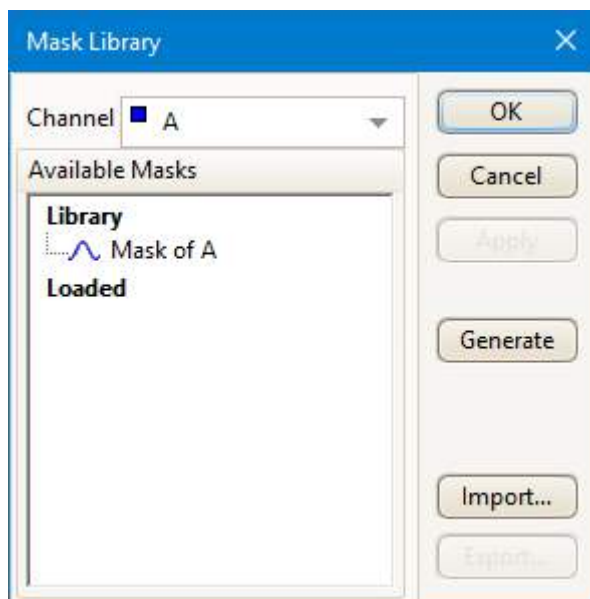 Mask Library
Channel A
Available Masks
Library
Mask of A
Loaded
OK
Cancel
Apply
Generate
Import...
Export...